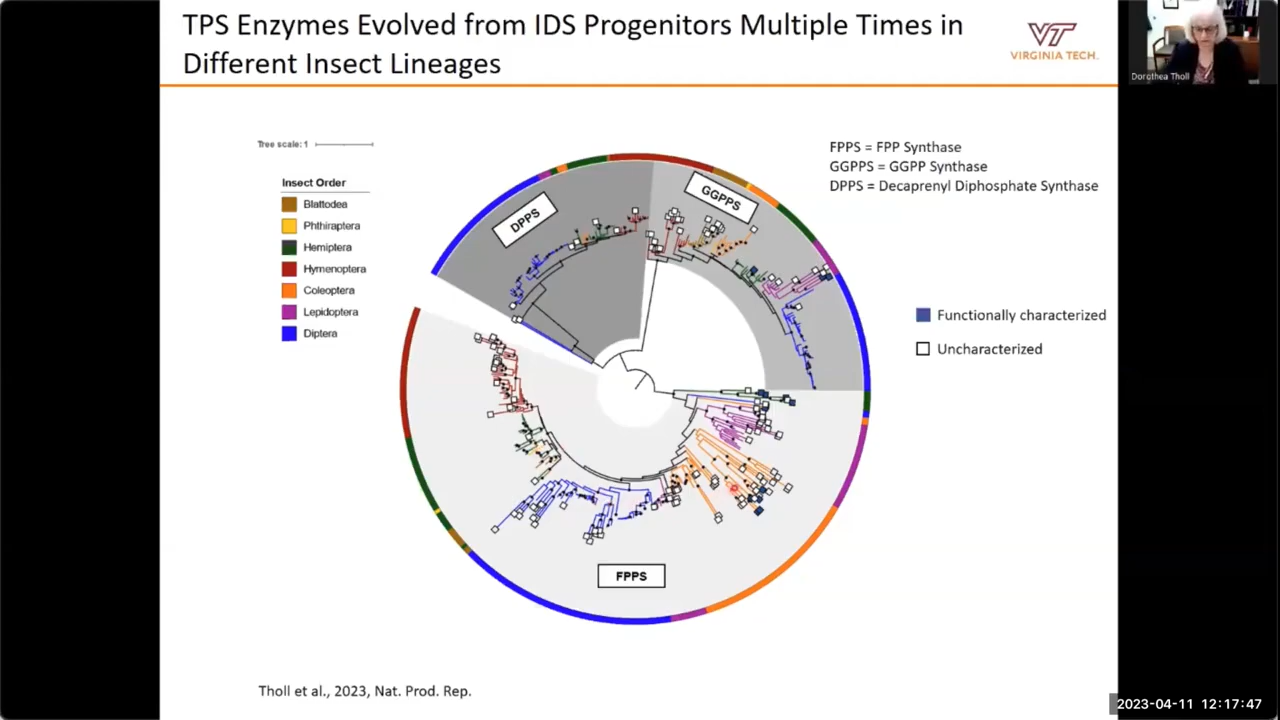 TPS Enzymes Evolved from IDS Progenitors Multiple Times in
Different Insect Lineages
VT
VIRGINIA TECH.
Dorothea Tholl
Tree scale: 1
Insect Order
Blattodea
Phthiraptera
Hemiptera
Hymenoptera
Coleoptera
Lepidoptera
Diptera
DPPS
GGPPS
FPPS
FPPS = FPP Synthase
GGPPS = GGPP Synthase
DPPS = Decaprenyl Diphosphate Synthase
Functionally characterized
Uncharacterized
Tholl et al., 2023, Nat. Prod. Rep.
2023-04-11 12:17:47